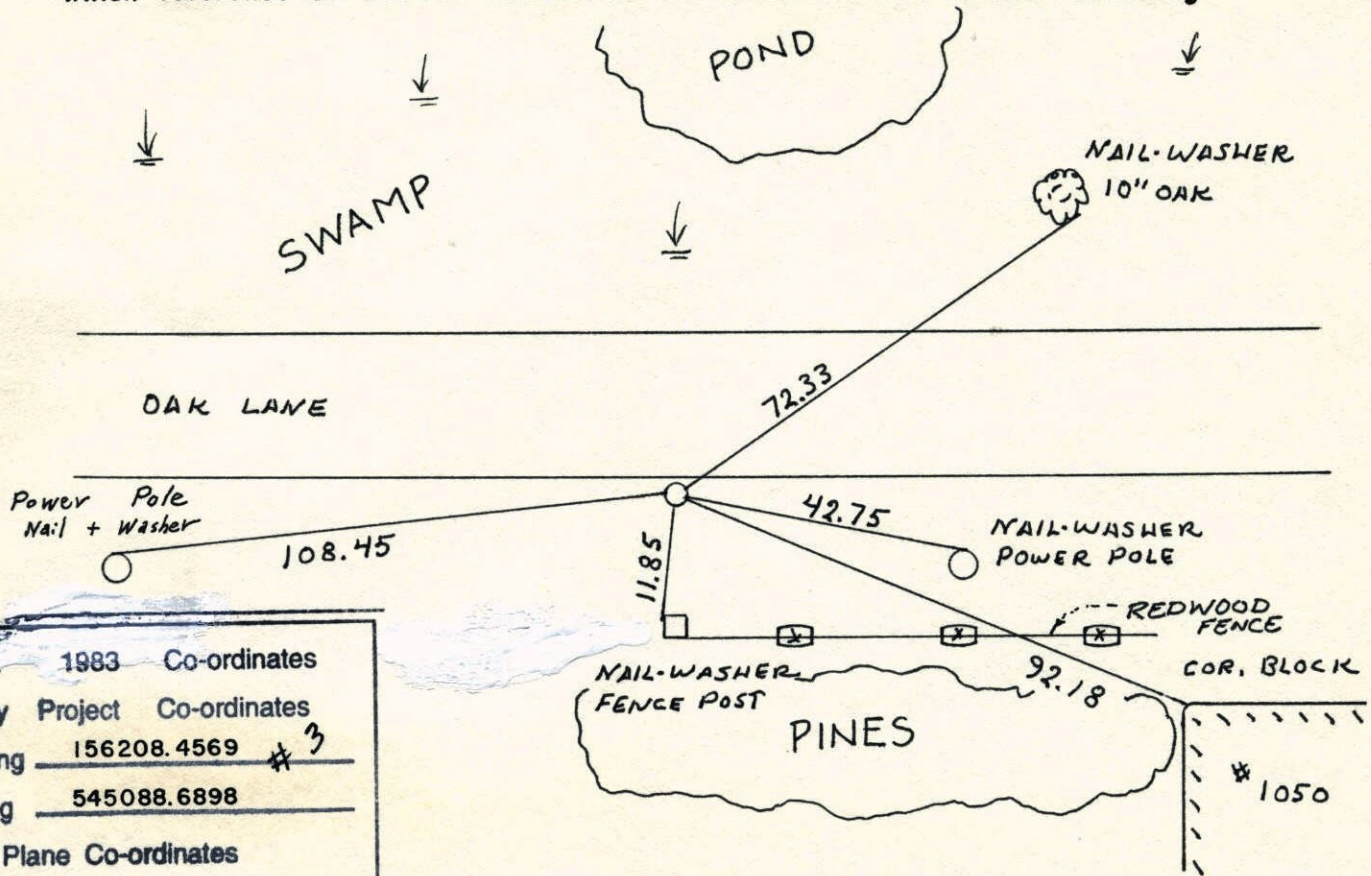 POND
NAIL-WASHER
10" OAK
SWAMP
72.33
OAK LANE
Power Pole
Nail + Washer
108.45
42.75
NAIL-WASHER
POWER POLE
11.85
REDWOOD
FENCE
1983 Co-ordinates
NAIL-WASHER
FENCE POST
92.18
COR. BLOCK
y Project Co-ordinates
PINES
ng 156208.4569 # 3
g 545088.6898
# 1050
Plane Co-ordinates